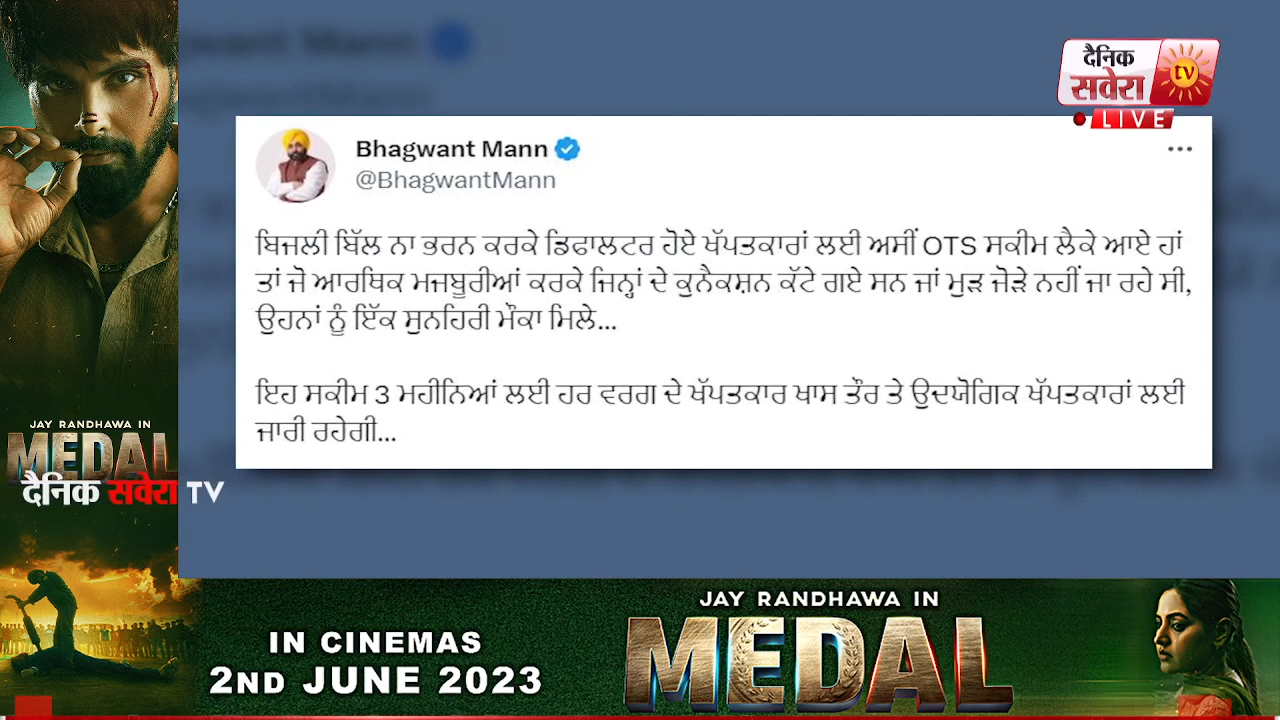 दैनिक
सवेरा tv
LIVE
Bhagwant Mann
@BhagwantMann
ਬਿਜਲੀ ਬਿੱਲ ਨਾ ਭਰਨ ਕਰਕੇ ਡਿਫਾਲਟਰ ਹੋਏ ਖੱਪਤਕਾਰਾਂ ਲਈ ਅਸੀਂ OTS ਸਕੀਮ ਲੈਕੇ ਆਏ ਹਾਂ
ਤਾਂ ਜੋ ਆਰਥਿਕ ਮਜਬੂਰੀਆਂ ਕਰਕੇ ਜਿਨ੍ਹਾਂ ਦੇ ਕੁਨੈਕਸ਼ਨ ਕੱਟੇ ਗਏ ਸਨ ਜਾਂ ਮੁੜ ਜੋੜੇ ਨਹੀਂ ਜਾ ਰਹੇ ਸੀ,
ਉਹਨਾਂ ਨੂੰ ਇੱਕ ਸੁਨਹਿਰੀ ਮੌਕਾ ਮਿਲੇ...
ਇਹ ਸਕੀਮ 3 ਮਹੀਨਿਆਂ ਲਈ ਹਰ ਵਰਗ ਦੇ ਖੱਪਤਕਾਰ ਖਾਸ ਤੌਰ ਤੇ ਉਦਯੋਗਿਕ ਖੱਪਤਕਾਰਾਂ ਲਈ
ਜਾਰੀ ਰਹੇਗੀ...
JAY RANDHAWA IN
MEDAL
दैनिक सवेरा TV
IN CINEMAS
2ND JUNE 2023
JAY RANDHAWA IN
MEDAL